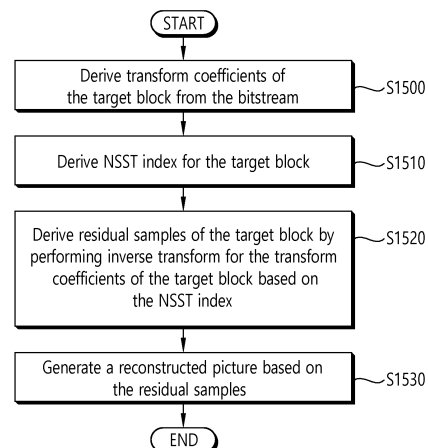 START
Derive transform coefficients of
the target block from the bitstream
S1500
Derive NSST index for the target block
S1510
Derive residual samples of the target block by
performing inverse transform for the transform
coefficients of the target block based on
the NSST index
S1520
Generate a reconstructed picture based on
the residual samples
S1530
END